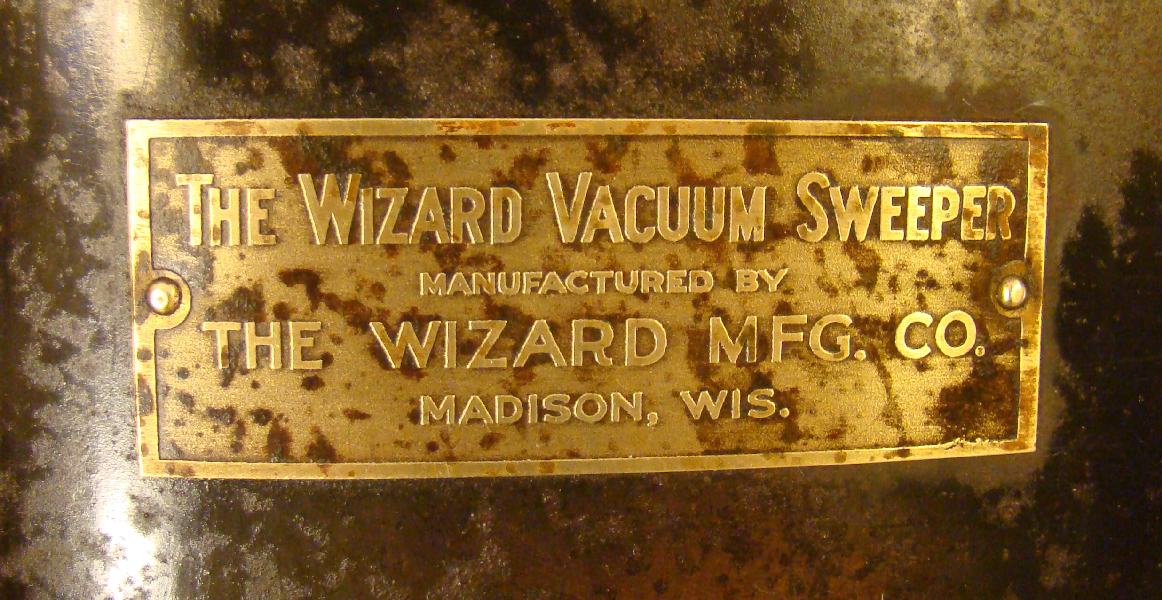 THE WIZARD VACUUM SWEEPER
MANUFACTURED BY
THE WIZARD MFG. CO.
MADISON, WIS.